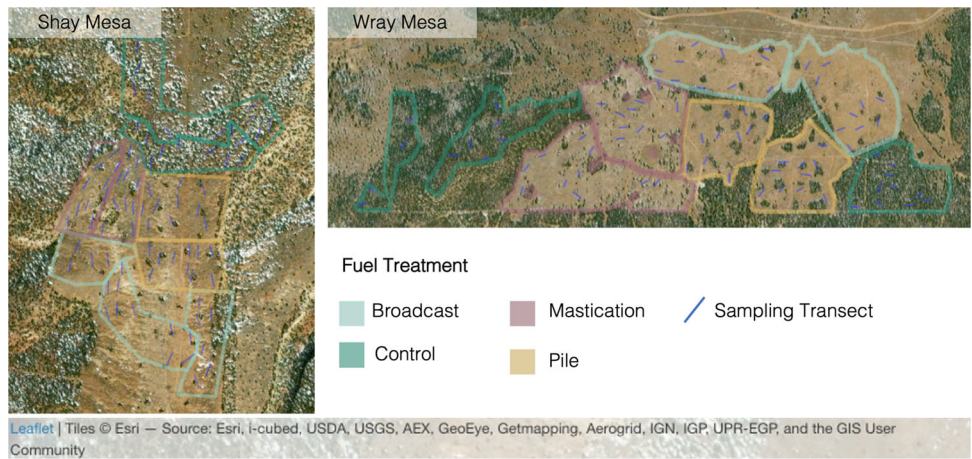 Shay Mesa
Wray Mesa
Fuel Treatment
Broadcast
Mastication
Sampling Transect
Control
Pile
Leaflet | Tiles © Esri — Source: Esri, i-cubed, USDA, USGS, AEX, GeoEye, Getmapping, Aerogrid, IGN, IGP, UPR-EGP, and the GIS User
Community